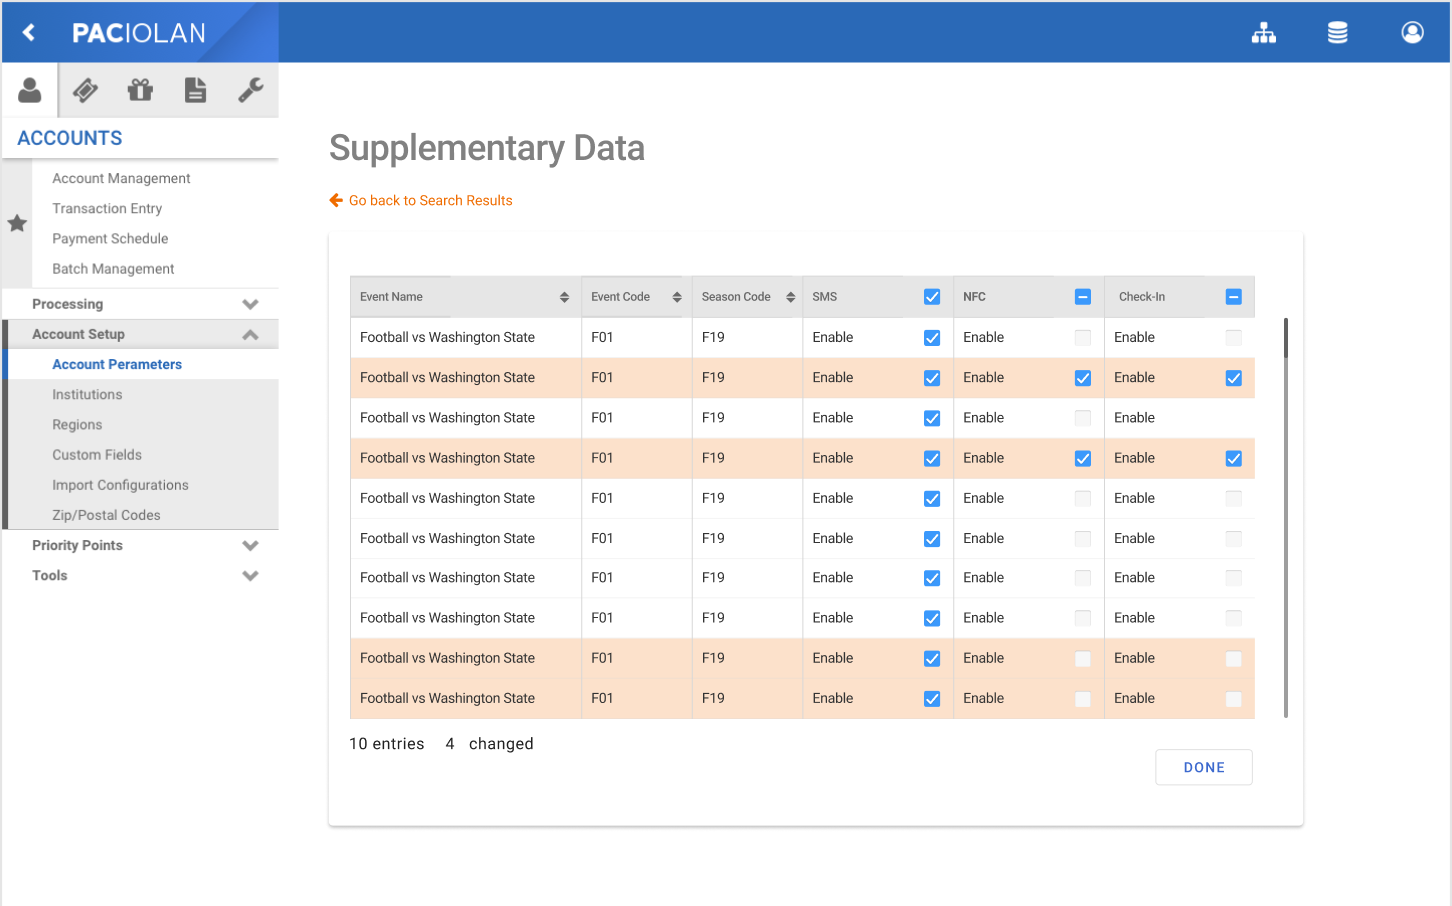 PACIOLAN
ACCOUNTS
Account Management
Transaction Entry
Payment Schedule
Batch Management
Processing
Account Setup
Account Perameters
Institutions
Regions
Custom Fields
Import Configurations
Zip/Postal Codes
Priority Points
Tools
Supplementary Data
Go back to Search Results
Event Name Event Code Season Code SMS NFC Check-In
Football vs Washington State F01 F19 Enable Enable Enable
Football vs Washington State F01 F19 Enable Enable Enable
Football vs Washington State F01 F19 Enable Enable Enable
Football vs Washington State F01 F19 Enable Enable Enable
Football vs Washington State F01 F19 Enable Enable Enable
Football vs Washington State F01 F19 Enable Enable Enable
Football vs Washington State F01 F19 Enable Enable Enable
Football vs Washington State F01 F19 Enable Enable Enable
Football vs Washington State F01 F19 Enable Enable Enable
Football vs Washington State F01 F19 Enable Enable Enable
10 entries 4 changed
DONE